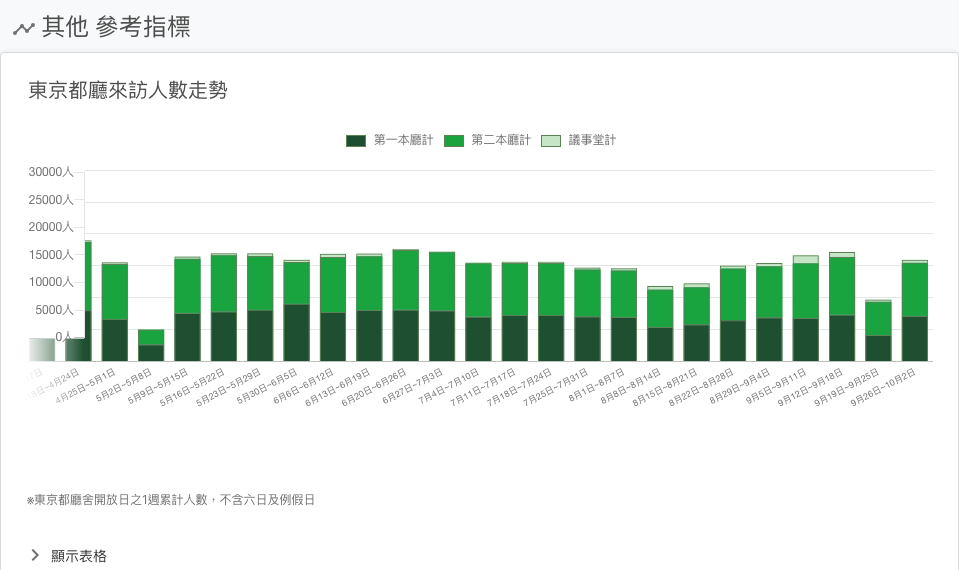 其他 參考指標
東京都廳來訪人數走勢
第一本廳計 第二本廳計 議事堂計
30000人
25000人
20000人
15000人
10000人
5000人
0人
4月24日
4月25日~5月1日
5月2日~5月8日
5月9日~5月15日
5月16日~5月22日
5月23日~5月29日
5月30日~6月5日
6月6日~6月12日
6月13日~6月19日
6月20日~6月26日
6月27日~7月3日
7月4日~7月10日
7月11日~7月17日
7月18日~7月24日
7月25日~7月31日
8月1日~8月7日
8月8日~8月14日
8月15日~8月21日
8月22日~8月28日
8月29日~9月4日
9月5日~9月11日
9月12日~9月18日
9月19日~9月25日
9月26日~10月2日
※東京都廳舍開放日之1週累計人數，不含六日及例假日
顯示表格